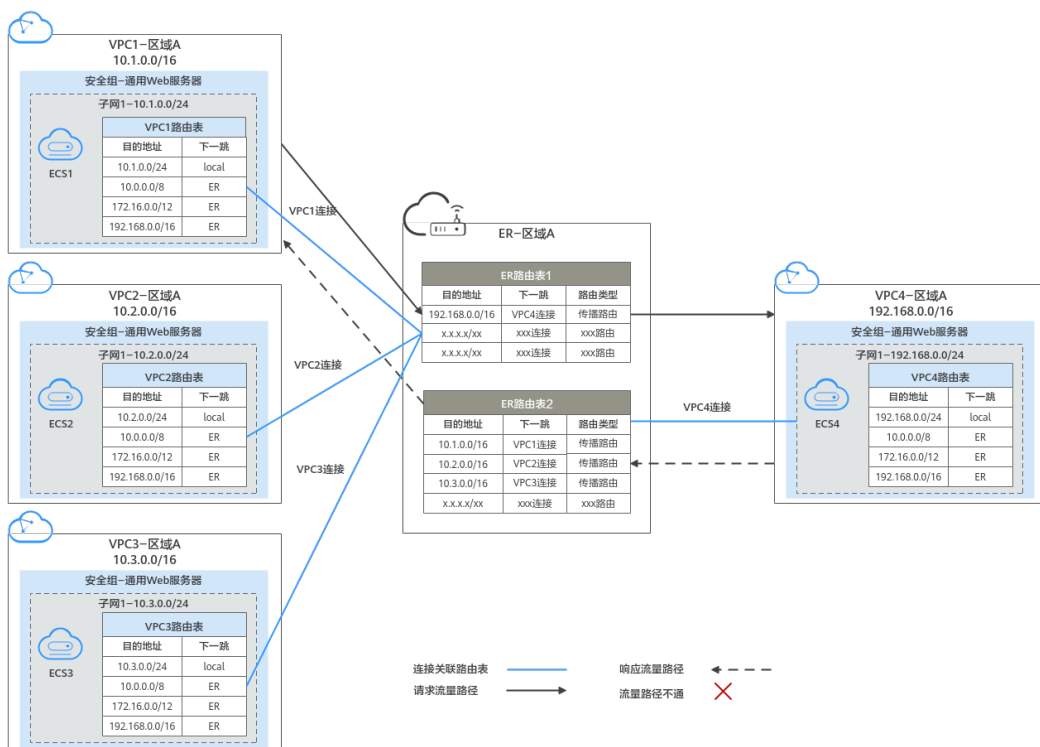 VPC1-区域A
10.1.0.0/16
安全组-通用Web服务器
子网1-10.1.0.0/24
VPC1路由表
目的地址 下一跳
10.1.0.0/24 local
10.0.0.0/8 ER
172.16.0.0/12 ER
192.168.0.0/16 ER
ECS1
VPC2-区域A
10.2.0.0/16
安全组-通用Web服务器
子网1-10.2.0.0/24
VPC2路由表
目的地址 下一跳
10.2.0.0/24 local
10.0.0.0/8 ER
172.16.0.0/12 ER
192.168.0.0/16 ER
ECS2
VPC3-区域A
10.3.0.0/16
安全组-通用Web服务器
子网1-10.3.0.0/24
VPC3路由表
目的地址 下一跳
10.3.0.0/24 local
10.0.0.0/8 ER
172.16.0.0/12 ER
192.168.0.0/16 ER
ECS3
VPC1连接
VPC2连接
VPC3连接
ER-区域A
ER路由表1
目的地址 下一跳 路由类型
192.168.0.0/16 VPC4连接 传播路由
x.x.x.x/xx xxx连接 xxx路由
x.x.x.x/xx xxx连接 xxx路由
ER路由表2
目的地址 下一跳 路由类型
10.1.0.0/16 VPC1连接 传播路由
10.2.0.0/16 VPC2连接 传播路由
10.3.0.0/16 VPC3连接 传播路由
x.x.x.x/xx xxx连接 xxx路由
VPC4连接
VPC4-区域A
192.168.0.0/16
安全组-通用Web服务器
子网1-192.168.0.0/24
VPC4路由表
目的地址 下一跳
192.168.0.0/24 local
10.0.0.0/8 ER
172.16.0.0/12 ER
192.168.0.0/16 ER
ECS4
连接关联路由表
请求流量路径
响应流量路径
流量路径不通